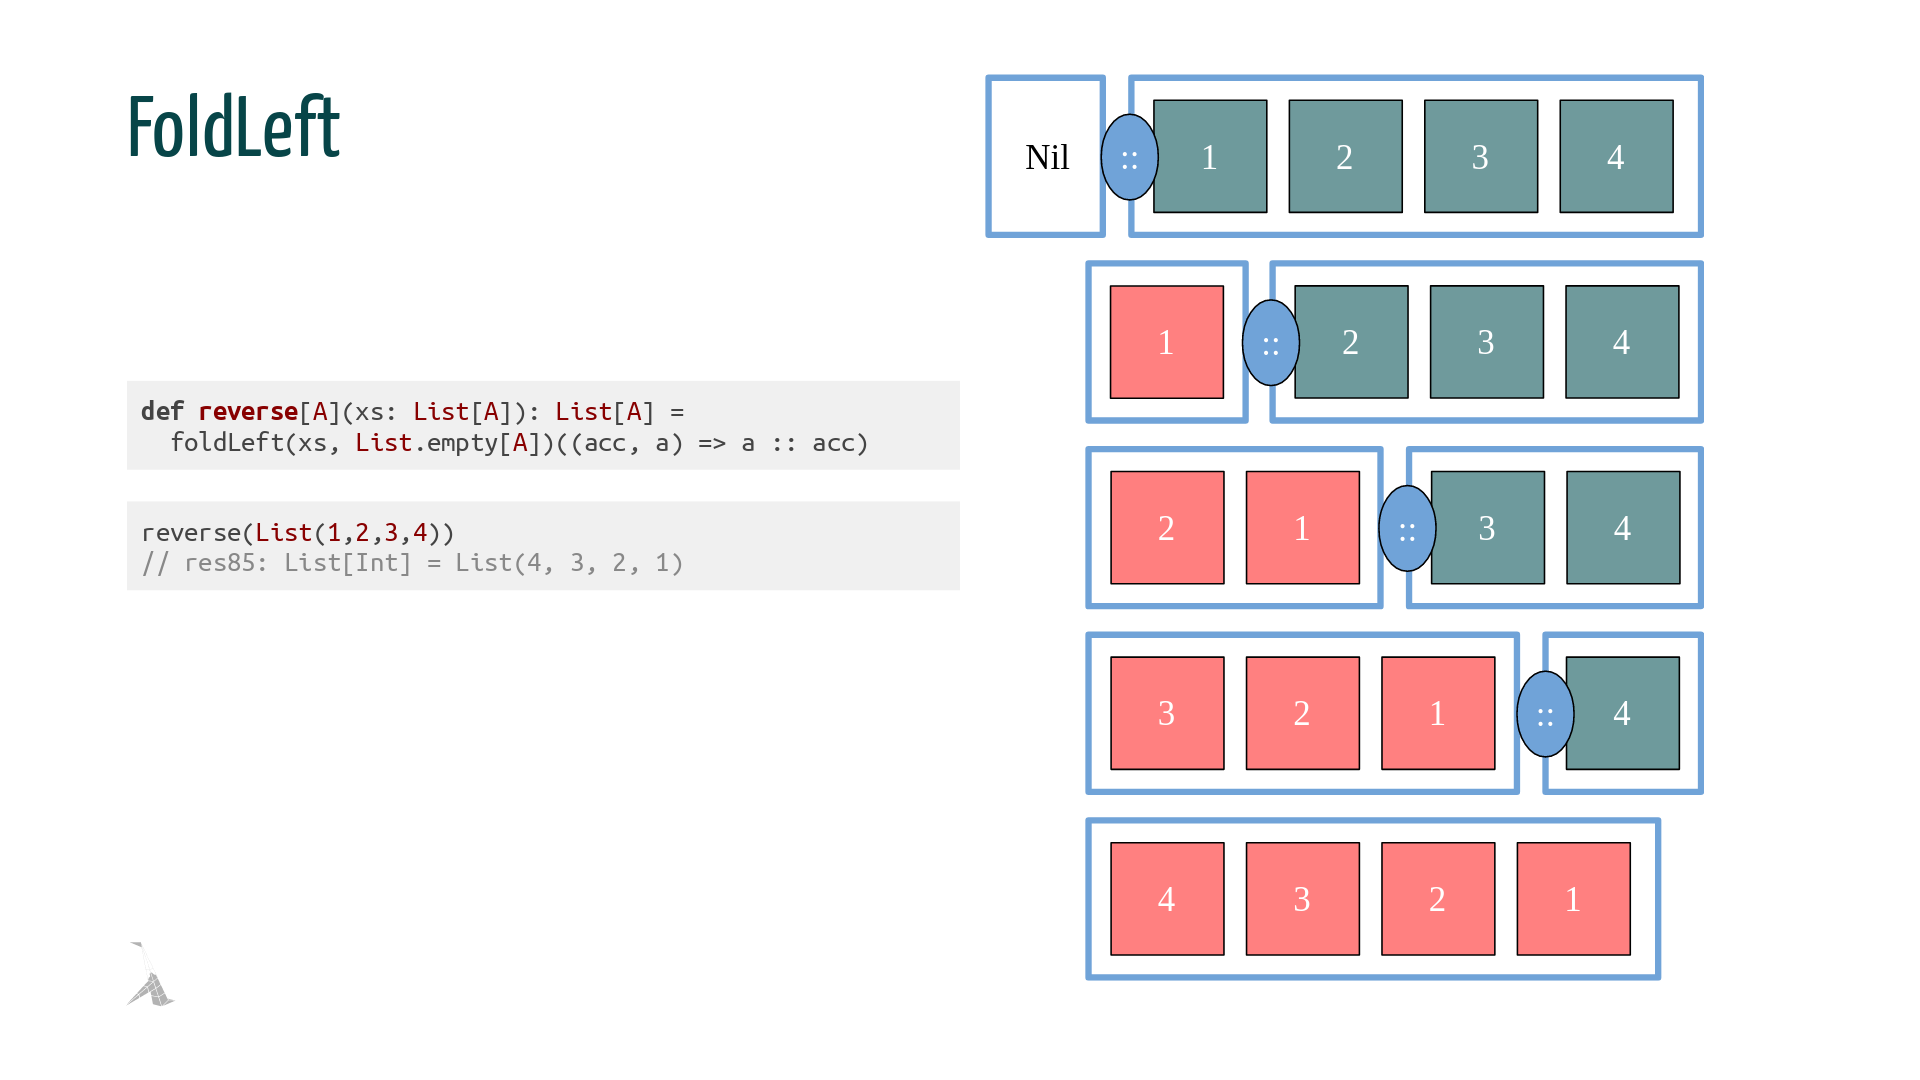 FoldLeft
def reverse[A](xs: List[A]): List[A] =
  foldLeft(xs, List.empty[A])((acc, a) => a :: acc)
reverse(List(1,2,3,4))
// res85: List[Int] = List(4, 3, 2, 1)
Nil :: 1 2 3 4
1 :: 2 3 4
2 1 :: 3 4
3 2 1 :: 4
4 3 2 1